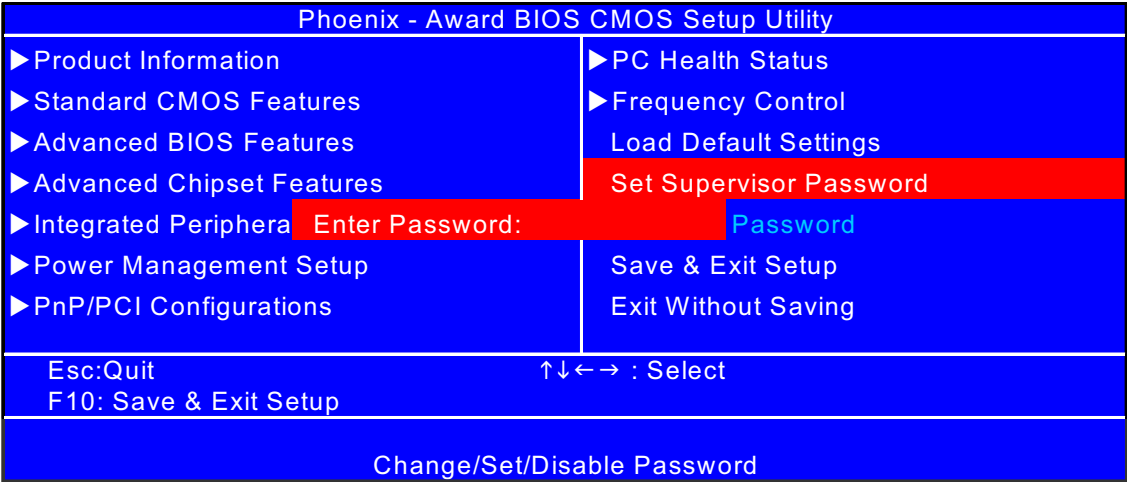 Phoenix - Award BIOS CMOS Setup Utility
▶Product Information
▶Standard CMOS Features
▶Advanced BIOS Features
▶Advanced Chipset Features
▶Integrated Periphera
▶Power Management Setup
▶PnP/PCI Configurations
▶PC Health Status
▶Frequency Control
Load Default Settings
Set Supervisor Password
Enter Password:
Password
Save & Exit Setup
Exit Without Saving
Esc:Quit
↑↓←→ : Select
F10: Save & Exit Setup
Change/Set/Disable Password